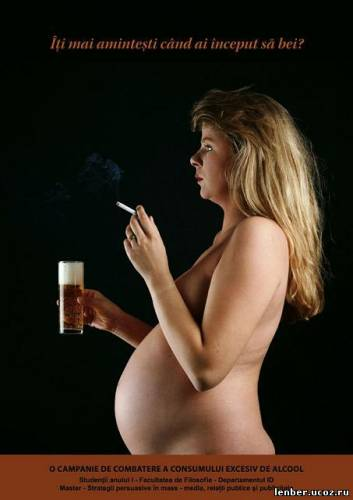 Îți mai amintești când ai început să bei?
O CAMPANIE DE COMBATERE A CONSUMULUI EXCESIV DE ALCOOL
Studenții anului I - Facultatea de Filosofie - Departamentul ID
Master - Strategii persuasive în mass - media, relații publice și publicitate
lenber.ucoz.ru